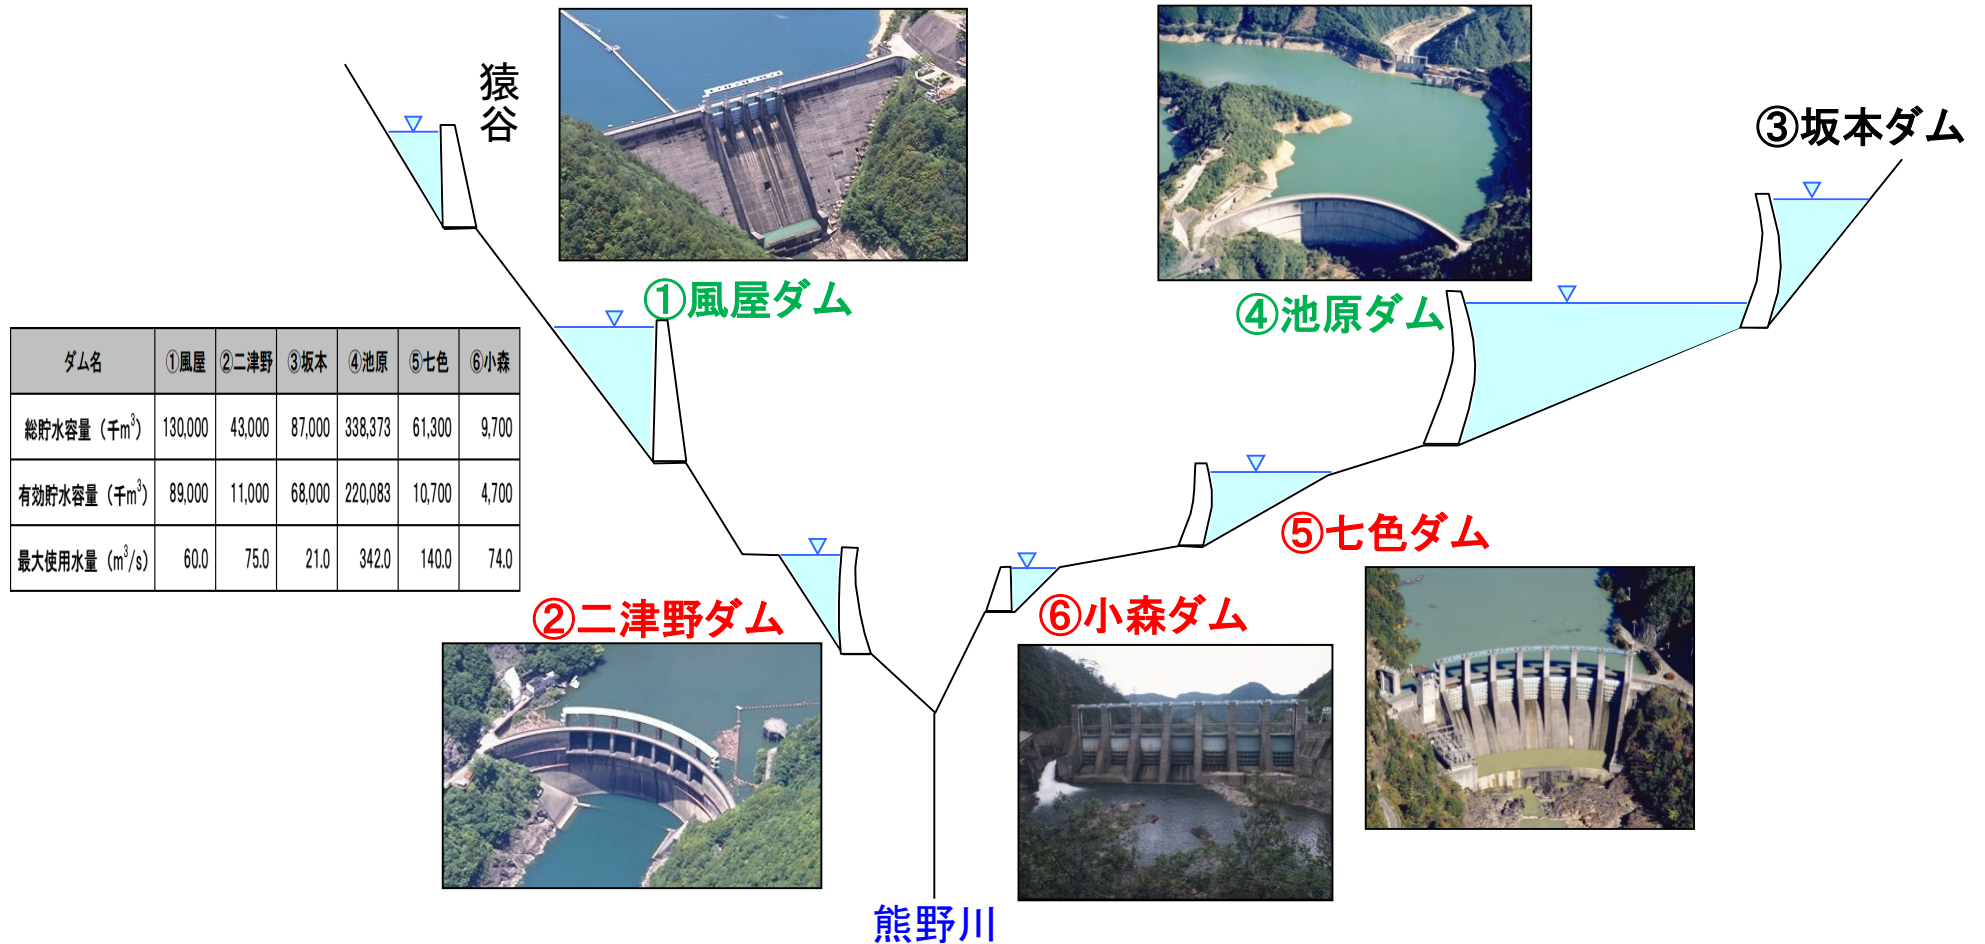 猿谷
③坂本ダム
①風屋ダム
④池原ダム
ダム名 ①風屋 ②二津野 ③坂本 ④池原 ⑤七色 ⑥小森
総貯水容量（千m³） 130,000 43,000 87,000 338,373 61,300 9,700
有効貯水容量（千m³） 89,000 11,000 68,000 220,083 10,700 4,700
最大使用水量（m³/s） 60.0 75.0 21.0 342.0 140.0 74.0
⑤七色ダム
②二津野ダム
⑥小森ダム
熊野川